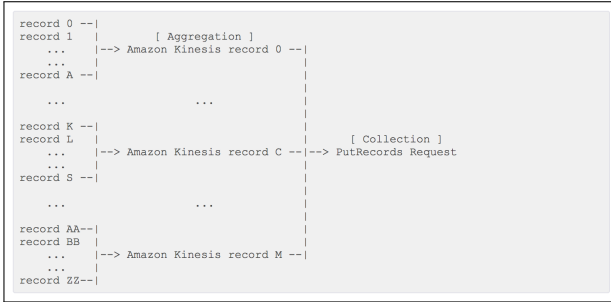 record 0 --|
record 1   |        [ Aggregation ]
    ...    |--> Amazon Kinesis record 0 --|
    ...    |                              |
record A --|                              |
                                          |
    ...                 ...               |
                                          |
record K --|                              |
record L   |                              |      [ Collection ]
    ...    |--> Amazon Kinesis record C --|--> PutRecords Request
    ...    |                              |
record S --|                              |
                                          |
    ...                 ...               |
                                          |
record AA--|                              |
record BB  |                              |
    ...    |--> Amazon Kinesis record M --|
    ...    |
record ZZ--|